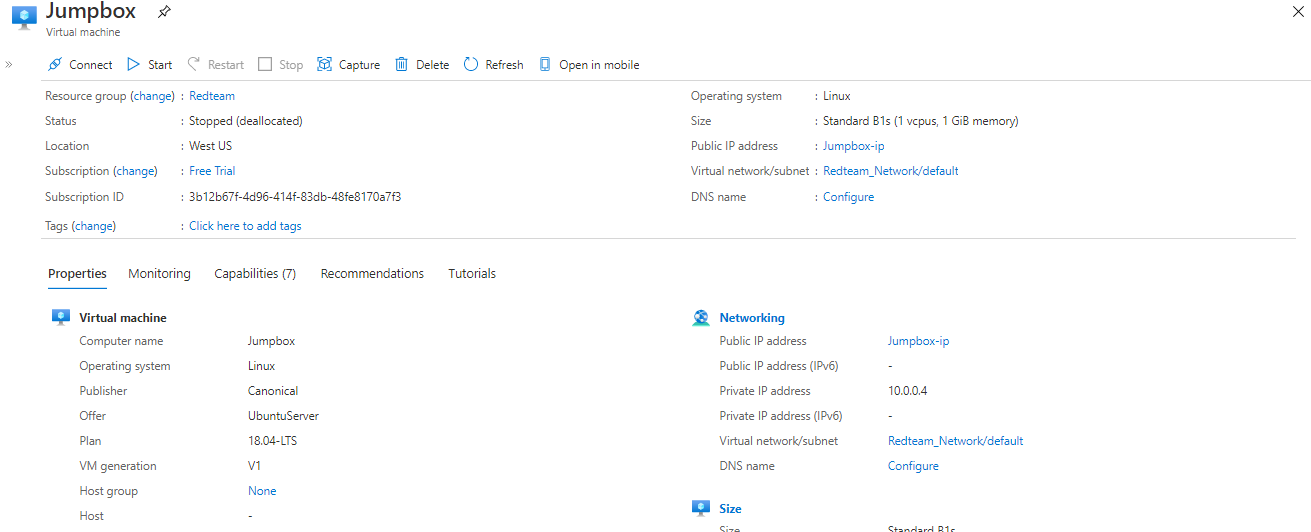 Jumpbox
Virtual machine
Connect Start Restart Stop Capture Delete Refresh Open in mobile
Resource group (change) : Redteam
Status : Stopped (deallocated)
Location : West US
Subscription (change) : Free Trial
Subscription ID : 3b12b67f-4d96-414f-83db-48fe8170a7f3
Tags (change) : Click here to add tags
Operating system : Linux
Size : Standard B1s (1 vcpus, 1 GiB memory)
Public IP address : Jumpbox-ip
Virtual network/subnet : Redteam_Network/default
DNS name : Configure
Properties Monitoring Capabilities (7) Recommendations Tutorials
Virtual machine
Computer name Jumpbox
Operating system Linux
Publisher Canonical
Offer UbuntuServer
Plan 18.04-LTS
VM generation V1
Host group None
Host -
Networking
Public IP address Jumpbox-ip
Public IP address (IPv6) -
Private IP address 10.0.0.4
Private IP address (IPv6) -
Virtual network/subnet Redteam_Network/default
DNS name Configure
Size
Size Standard B1s